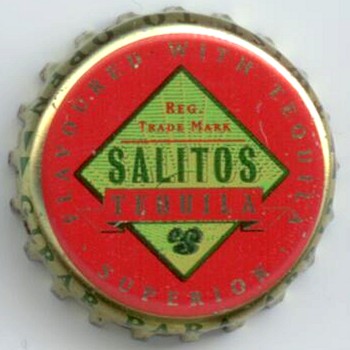 FLAVOURED WITH TEQUILA
REG.
TRADE MARK
SALITOS
TEQUILA
SUPERIOR